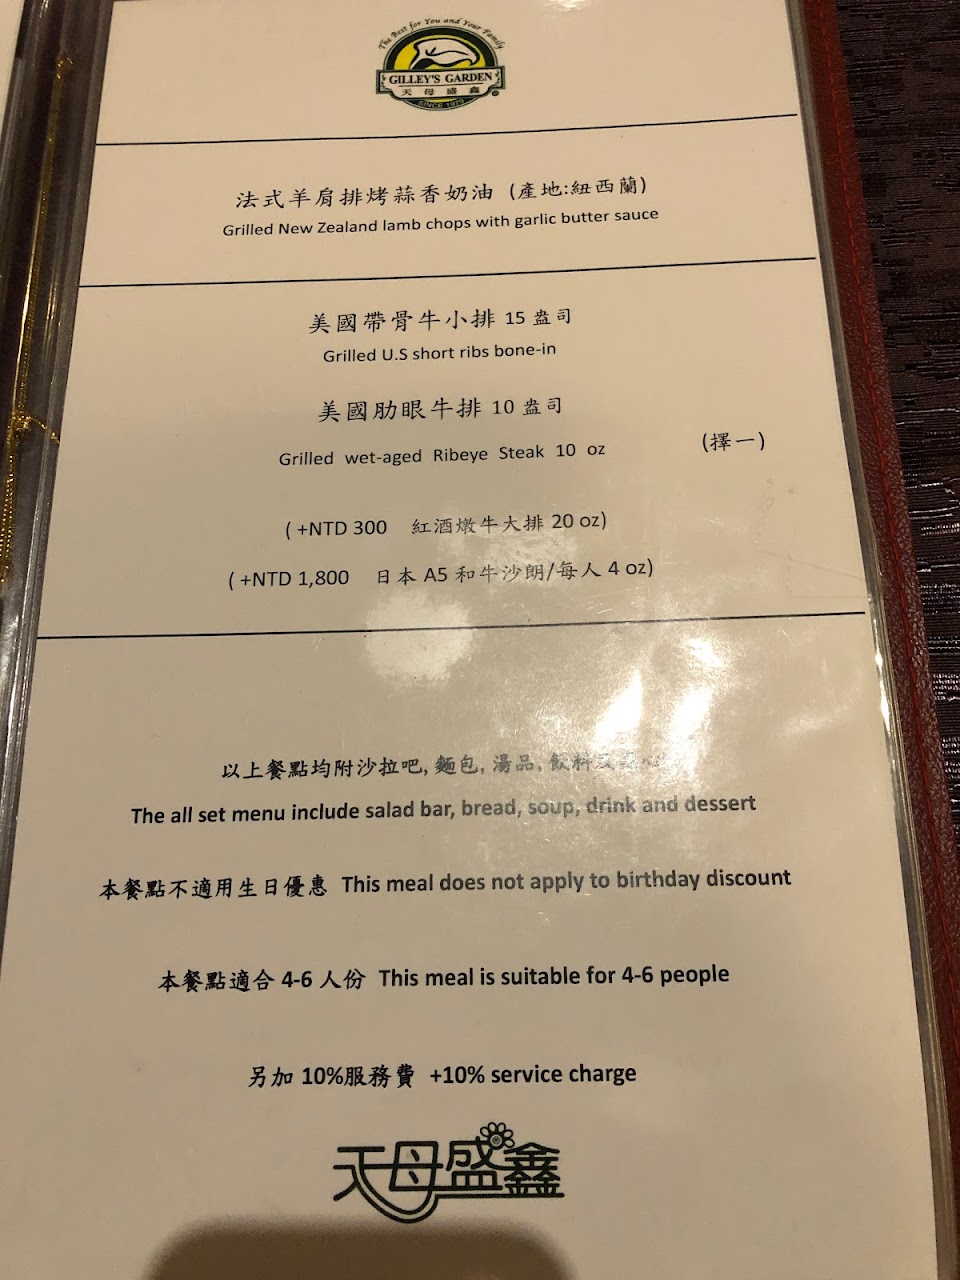 The Best for You and Your Family
GILLEY'S GARDEN
天母盛鑫
SINCE 1975
法式羊肩排烤蒜香奶油 (產地:紐西蘭)
Grilled New Zealand lamb chops with garlic butter sauce
美國帶骨牛小排 15 盎司
Grilled U.S short ribs bone-in
美國肋眼牛排 10 盎司
Grilled wet-aged Ribeye Steak 10 oz
(擇一)
( +NTD 300 紅酒燉牛大排 20 oz)
( +NTD 1,800 日本 A5 和牛沙朗/每人 4 oz)
以上餐點均附沙拉吧, 麵包, 湯品, 飲料
The all set menu include salad bar, bread, soup, drink and dessert
本餐點不適用生日優惠 This meal does not apply to birthday discount
本餐點適合 4-6 人份 This meal is suitable for 4-6 people
另加 10%服務費 +10% service charge
天母盛鑫